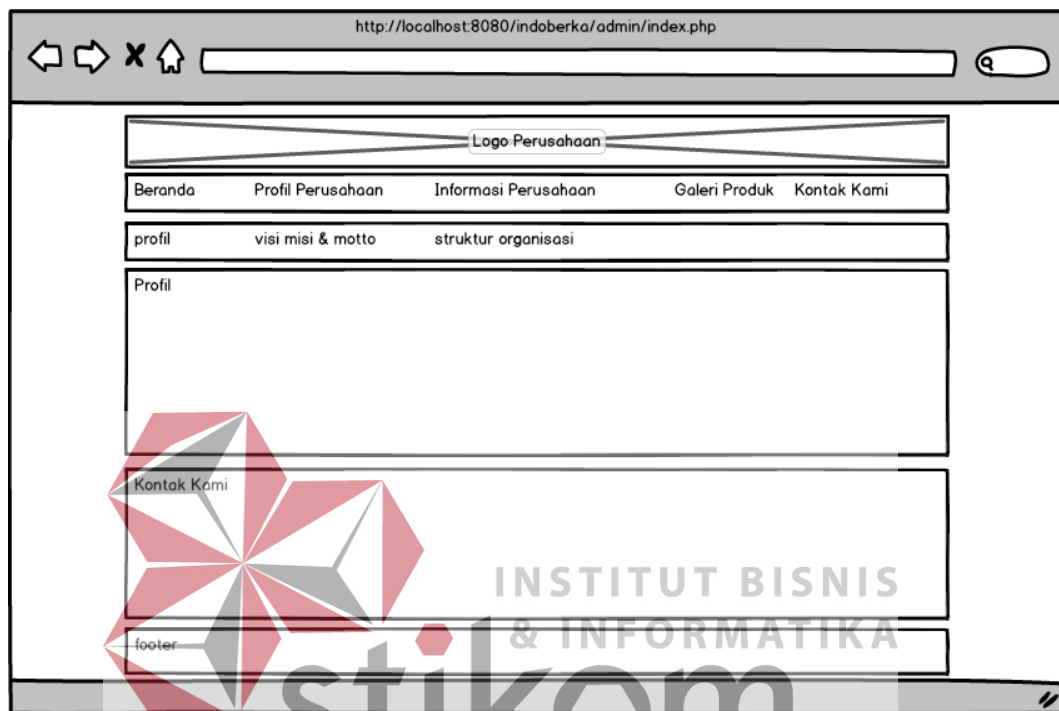 http://localhost:8080/indoberka/admin/index.php
Logo Perusahaan
Beranda Profil Perusahaan Informasi Perusahaan Galeri Produk Kontak Kami
profil visi misi & motto struktur organisasi
Profil
Kontak Kami
INSTITUT BISNIS
& INFORMATIKA
footer
stikom